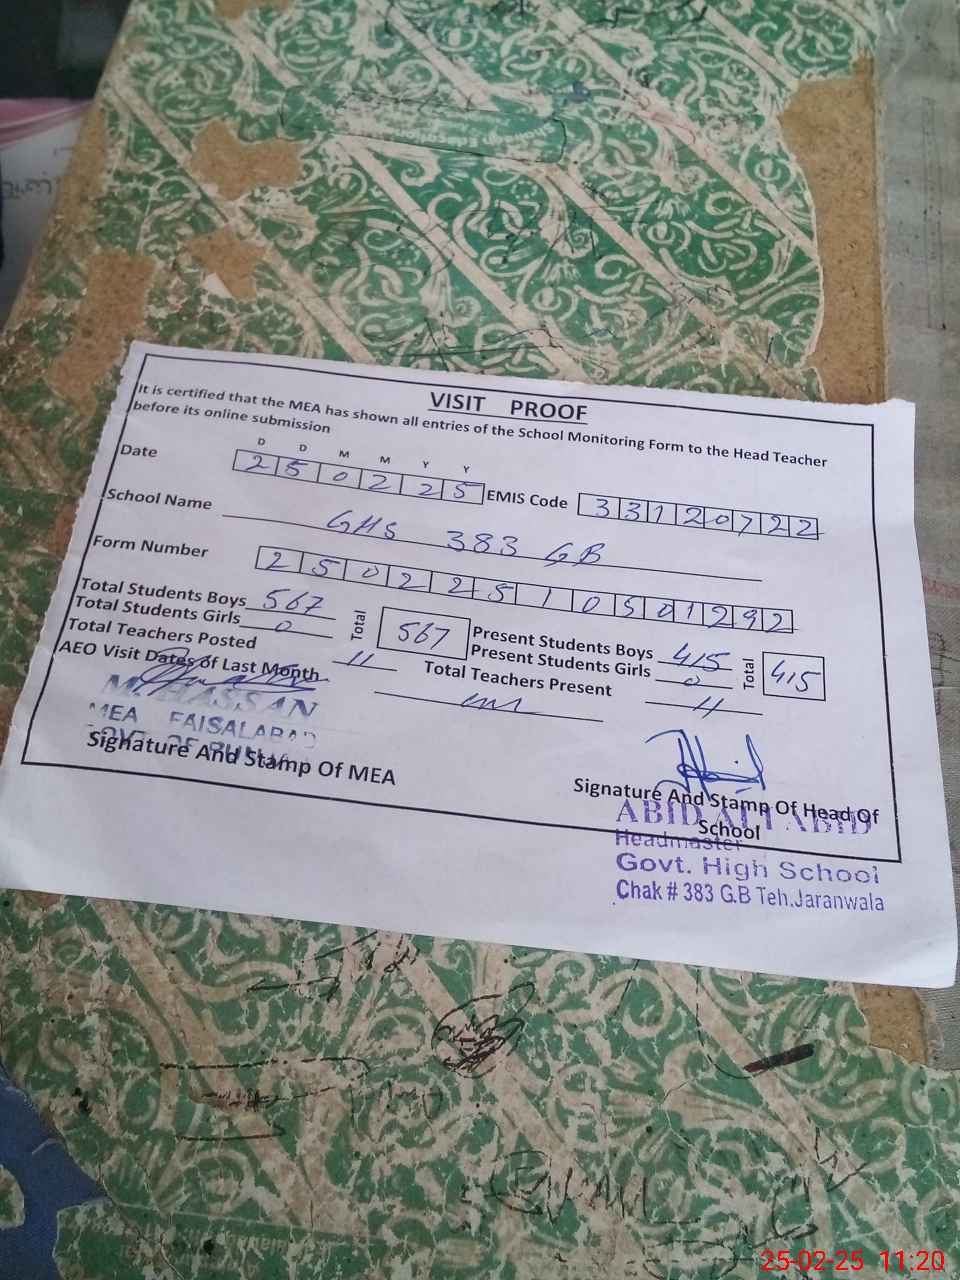 VISIT PROOF
It is certified that the MEA has shown all entries of the School Monitoring Form to the Head Teacher
before its online submission
D D M M Y Y
Date 2 5 0 2 2 5 EMIS Code 3 3 1 2 0 7 2 2
School Name GHS 383 GB
Form Number 2 5 0 2 2 5 1 0 5 0 1 2 9 2
Total Students Boys 567 Total 567 Present Students Boys 415 Total 415
Total Students Girls 0 Present Students Girls 0
Total Teachers Posted 11 Total Teachers Present 11
AEO Visit Dates of Last Month
HASSAN
MEA FAISALABAD
GOVT. OF
Signature And Stamp Of MEA
Signature And Stamp Of Head Of
School
ABID
Headmaster
Govt. High School
Chak # 383 G.B Teh.Jaranwala
25-02-25 11:20